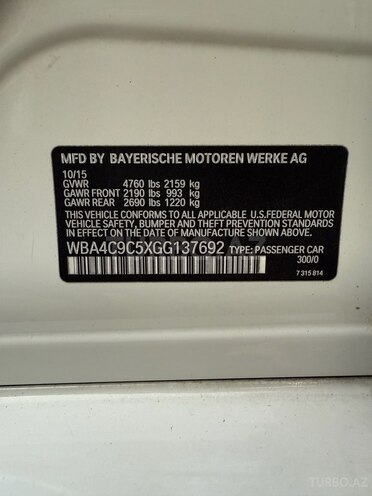 MFD BY BAYERISCHE MOTOREN WERKE AG
10/15
GVWR 4760 lbs 2159 kg
GAWR FRONT 2190 lbs 993 kg
GAWR REAR 2690 lbs 1220 kg
THIS VEHICLE CONFORMS TO ALL APPLICABLE U.S.FEDERAL MOTOR
VEHICLE SAFETY, BUMPER AND THEFT PREVENTION STANDARDS
IN EFFECT ON THE DATE OF MANUFACTURE SHOWN ABOVE.
WBA4C9C5XGG137692 TYPE: PASSENGER CAR
300/0
7 315 814
TURBO.AZ